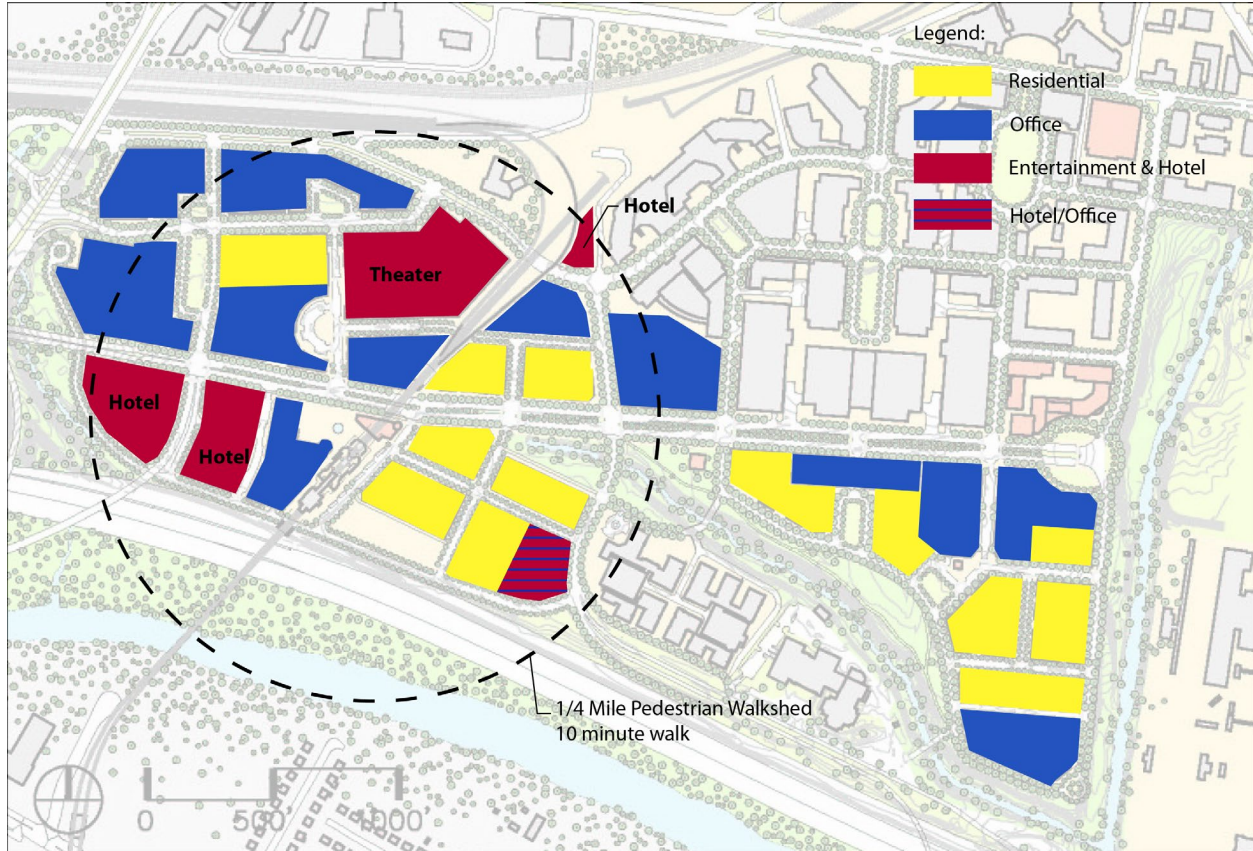 Legend:
Residential
Office
Entertainment & Hotel
Hotel/Office
Hotel
Theater
Hotel
Hotel
1/4 Mile Pedestrian Walkshed
10 minute walk
0 500' 1000'